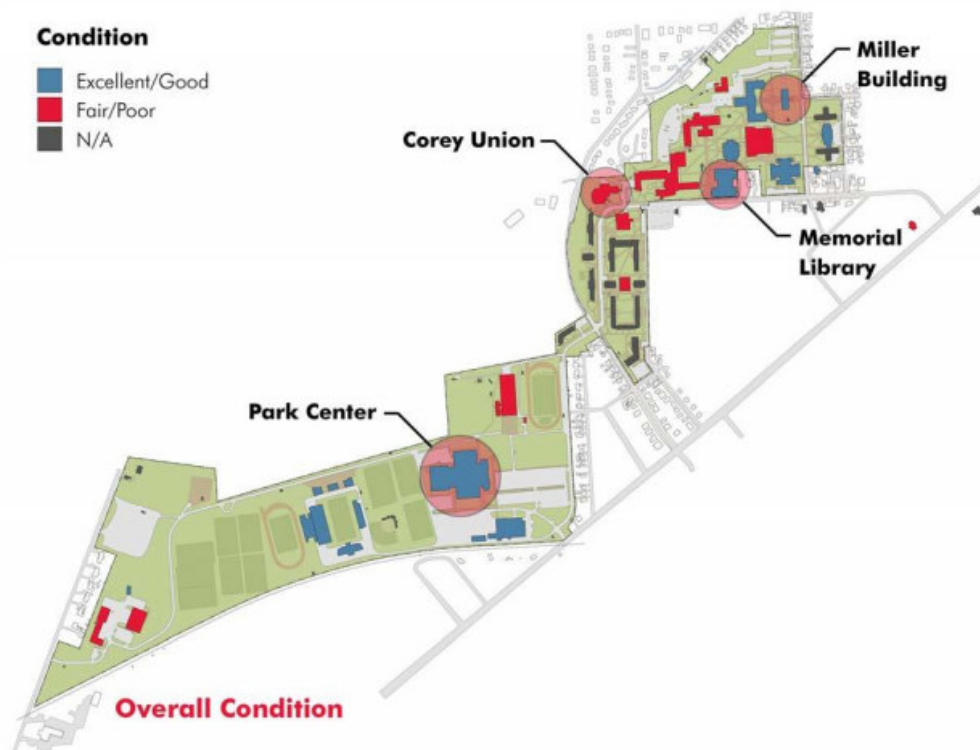 Condition
Excellent/Good
Fair/Poor
N/A
Miller
Building
Corey Union
Memorial
Library
Park Center
Overall Condition